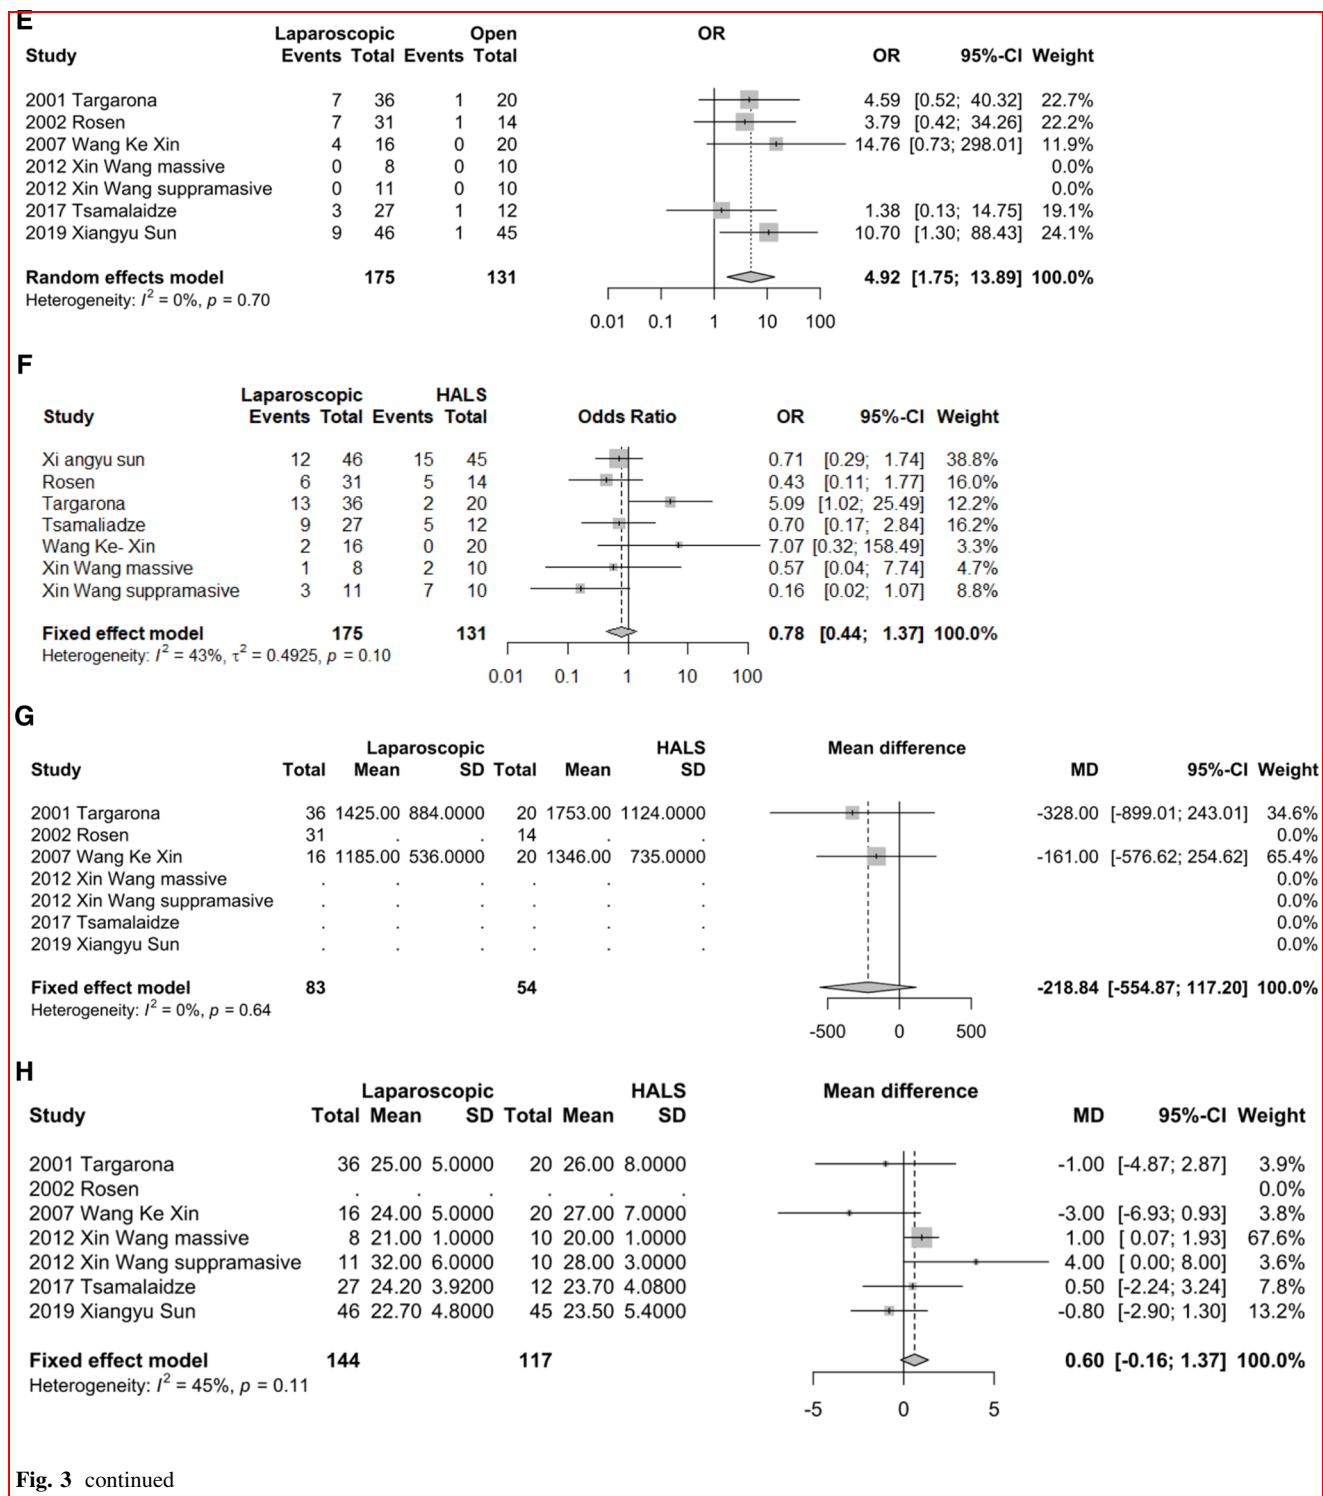 E
Laparoscopic Open OR
Study Events Total Events Total OR 95%-CI Weight
2001 Targarona 7 36 1 20 4.59 [0.52; 40.32] 22.7%
2002 Rosen 7 31 1 14 3.79 [0.42; 34.26] 22.2%
2007 Wang Ke Xin 4 16 0 20 14.76 [0.73; 298.01] 11.9%
2012 Xin Wang massive 0 8 0 10 0.0%
2012 Xin Wang suppramasive 0 11 0 10 0.0%
2017 Tsamalaidze 3 27 1 12 1.38 [0.13; 14.75] 19.1%
2019 Xiangyu Sun 9 46 1 45 10.70 [1.30; 88.43] 24.1%
Random effects model 175 131 4.92 [1.75; 13.89] 100.0%
Heterogeneity: I² = 0%, p = 0.70
0.01 0.1 1 10 100
F
Laparoscopic HALS
Study Events Total Events Total Odds Ratio OR 95%-CI Weight
Xi angyu sun 12 46 15 45 0.71 [0.29; 1.74] 38.8%
Rosen 6 31 5 14 0.43 [0.11; 1.77] 16.0%
Targarona 13 36 2 20 5.09 [1.02; 25.49] 12.2%
Tsamaliadze 9 27 5 12 0.70 [0.17; 2.84] 16.2%
Wang Ke- Xin 2 16 0 20 7.07 [0.32; 158.49] 3.3%
Xin Wang massive 1 8 2 10 0.57 [0.04; 7.74] 4.7%
Xin Wang suppramasive 3 11 7 10 0.16 [0.02; 1.07] 8.8%
Fixed effect model 175 131 0.78 [0.44; 1.37] 100.0%
Heterogeneity: I² = 43%, τ² = 0.4925, p = 0.10
0.01 0.1 1 10 100
G
Laparoscopic HALS Mean difference
Study Total Mean SD Total Mean SD MD 95%-CI Weight
2001 Targarona 36 1425.00 884.0000 20 1753.00 1124.0000 -328.00 [-899.01; 243.01] 34.6%
2002 Rosen 31 . . 14 . . 0.0%
2007 Wang Ke Xin 16 1185.00 536.0000 20 1346.00 735.0000 -161.00 [-576.62; 254.62] 65.4%
2012 Xin Wang massive . . . . . . 0.0%
2012 Xin Wang suppramasive . . . . . . 0.0%
2017 Tsamalaidze . . . . . . 0.0%
2019 Xiangyu Sun . . . . . . 0.0%
Fixed effect model 83 54 -218.84 [-554.87; 117.20] 100.0%
Heterogeneity: I² = 0%, p = 0.64
-500 0 500
H
Laparoscopic HALS Mean difference
Study Total Mean SD Total Mean SD MD 95%-CI Weight
2001 Targarona 36 25.00 5.0000 20 26.00 8.0000 -1.00 [-4.87; 2.87] 3.9%
2002 Rosen . . . . . . 0.0%
2007 Wang Ke Xin 16 24.00 5.0000 20 27.00 7.0000 -3.00 [-6.93; 0.93] 3.8%
2012 Xin Wang massive 8 21.00 1.0000 10 20.00 1.0000 1.00 [ 0.07; 1.93] 67.6%
2012 Xin Wang suppramasive 11 32.00 6.0000 10 28.00 3.0000 4.00 [ 0.00; 8.00] 3.6%
2017 Tsamalaidze 27 24.20 3.9200 12 23.70 4.0800 0.50 [-2.24; 3.24] 7.8%
2019 Xiangyu Sun 46 22.70 4.8000 45 23.50 5.4000 -0.80 [-2.90; 1.30] 13.2%
Fixed effect model 144 117 0.60 [-0.16; 1.37] 100.0%
Heterogeneity: I² = 45%, p = 0.11
-5 0 5
Fig. 3 continued